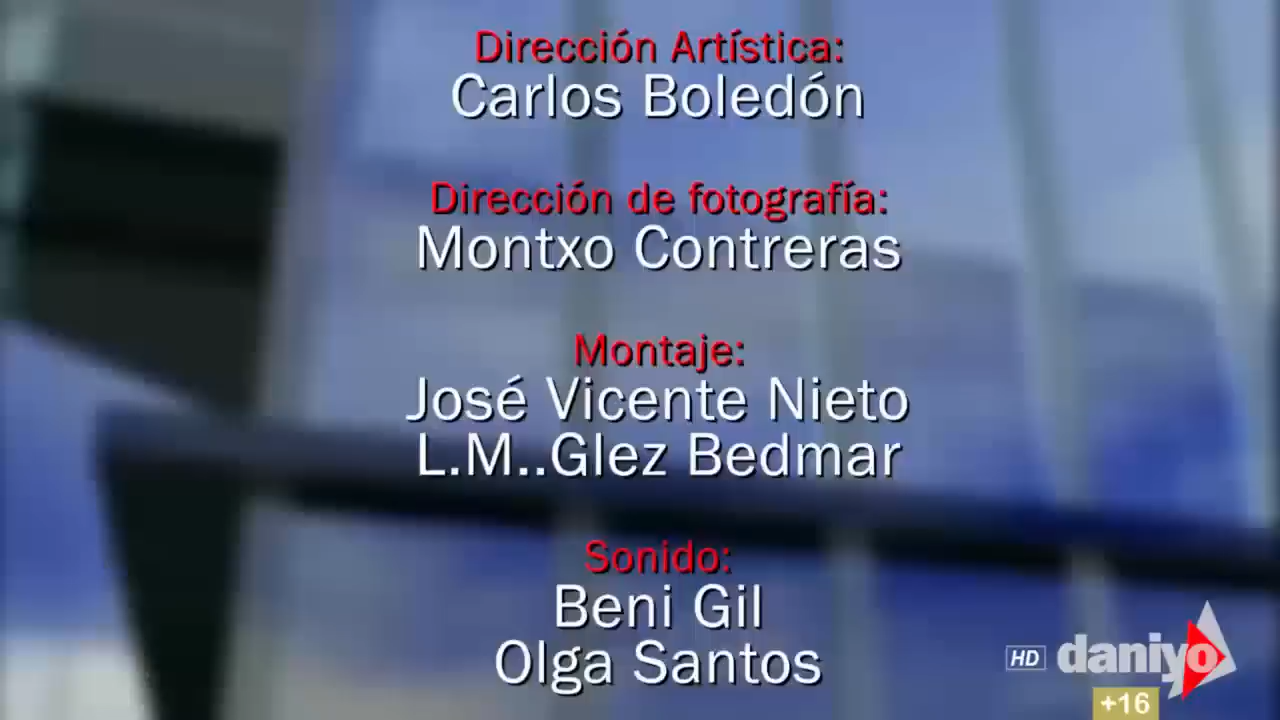 Dirección Artística:
Carlos Boledón
Dirección de fotografía:
Montxo Contreras
Montaje:
José Vicente Nieto
L.M..Glez Bedmar
Sonido:
Beni Gil
Olga Santos
HD daniyo
+16